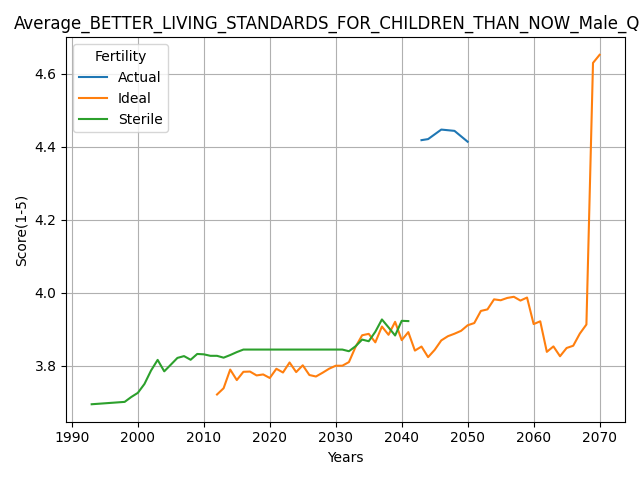 Average_BETTER_LIVING_STANDARDS_FOR_CHILDREN_THAN_NOW_Male_Q
Fertility
Actual
Ideal
Sterile
Score(1-5)
4.6
4.4
4.2
4.0
3.8
1990 2000 2010 2020 2030 2040 2050 2060 2070
Years